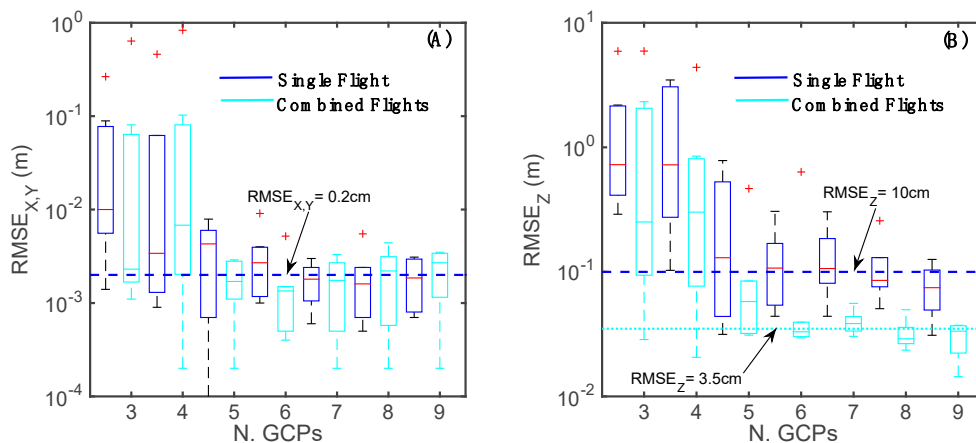 (A)
10^0
10^-1
10^-2
10^-3
10^-4
RMSE_X,Y (m)
Single Flight
Combined Flights
RMSE_X,Y = 0.2cm
3 4 5 6 7 8 9
N. GCPs
(B)
10^1
10^0
10^-1
10^-2
RMSE_Z (m)
Single Flight
Combined Flights
RMSE_Z = 10cm
RMSE_Z = 3.5cm
3 4 5 6 7 8 9
N. GCPs